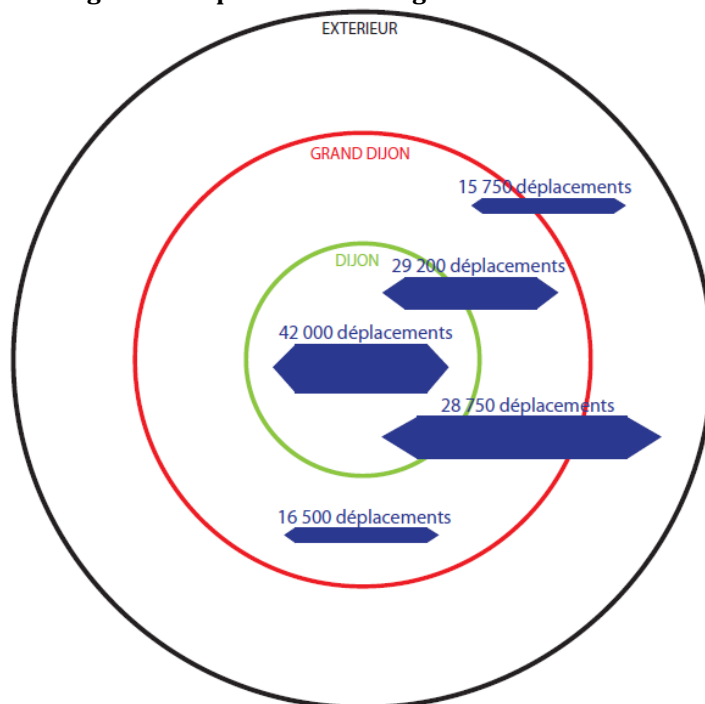 EXTERIEUR
GRAND DIJON
15 750 déplacements
DIJON
29 200 déplacements
42 000 déplacements
28 750 déplacements
16 500 déplacements